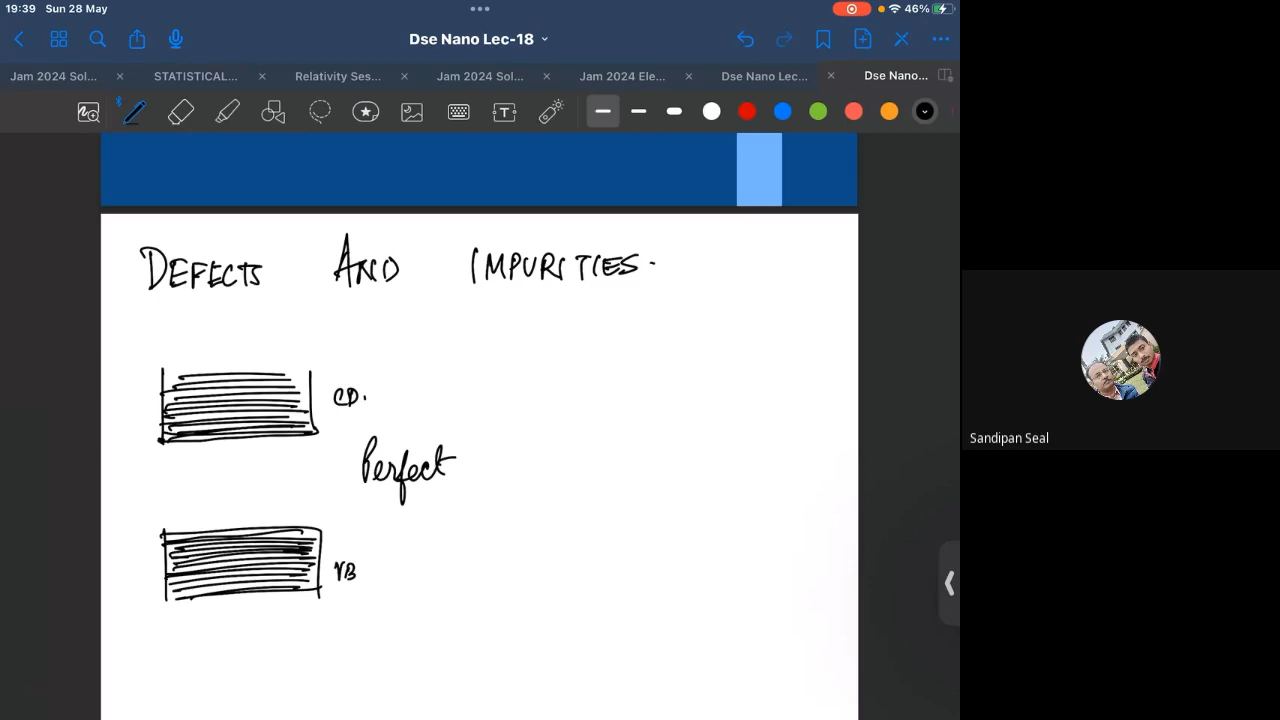 19:39 Sun 28 May
46%
Dse Nano Lec-18
Jam 2024 Sol...
STATISTICAL...
Relativity Ses...
Jam 2024 Sol...
Jam 2024 Ele...
Dse Nano Lec...
Dse Nano...
DEFECTS AND IMPURITIES.
CB.
Perfect
VB
Sandipan Seal